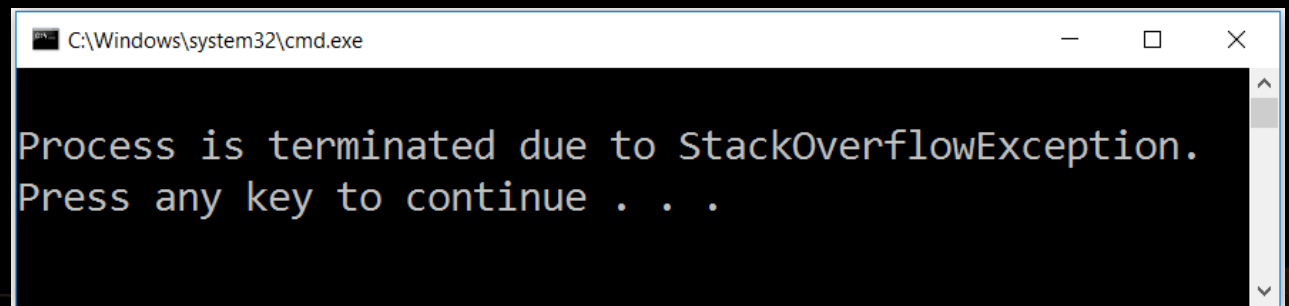 C:\Windows\system32\cmd.exe
Process is terminated due to StackOverflowException.
Press any key to continue . . .